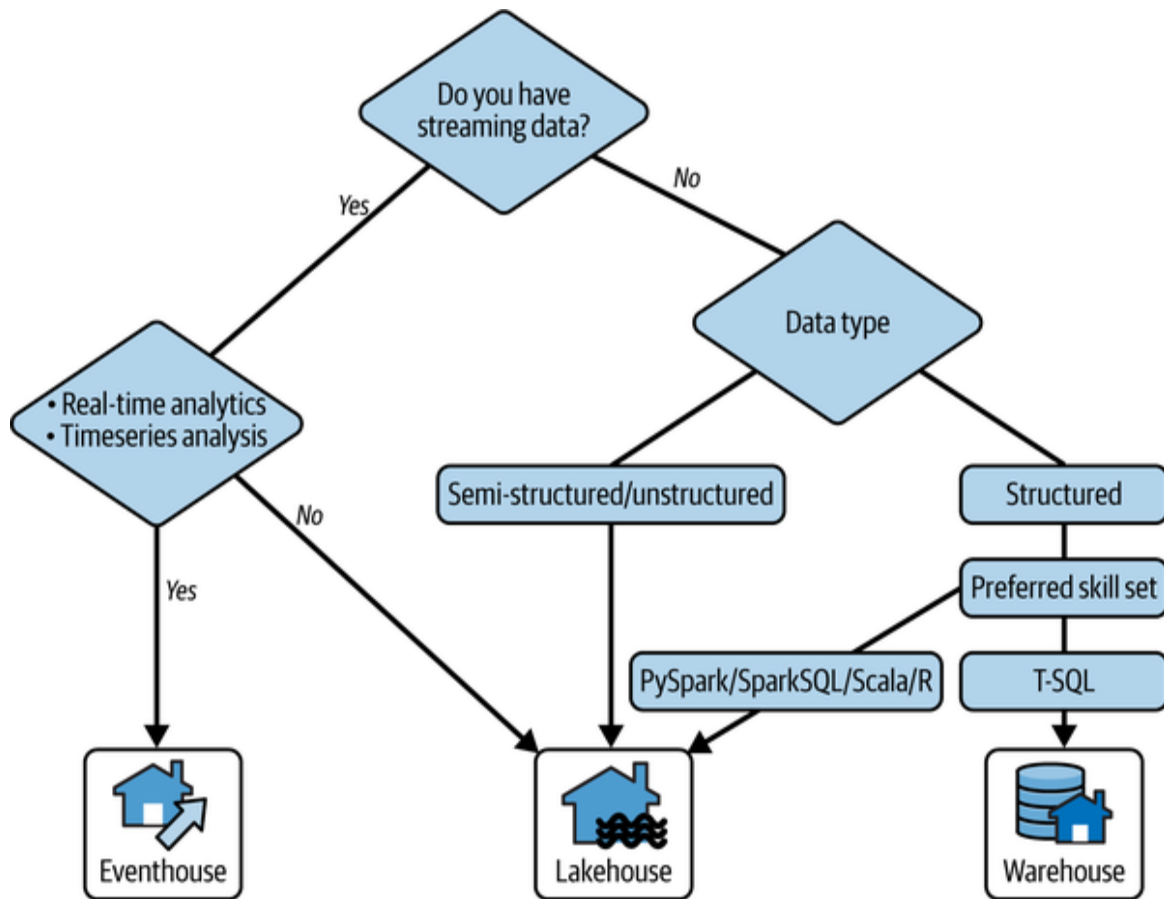 Do you have
streaming data?
Yes
No
Data type
• Real-time analytics
• Timeseries analysis
Semi-structured/unstructured
Structured
No
Yes
Preferred skill set
PySpark/SparkSQL/Scala/R
T-SQL
Eventhouse
Lakehouse
Warehouse